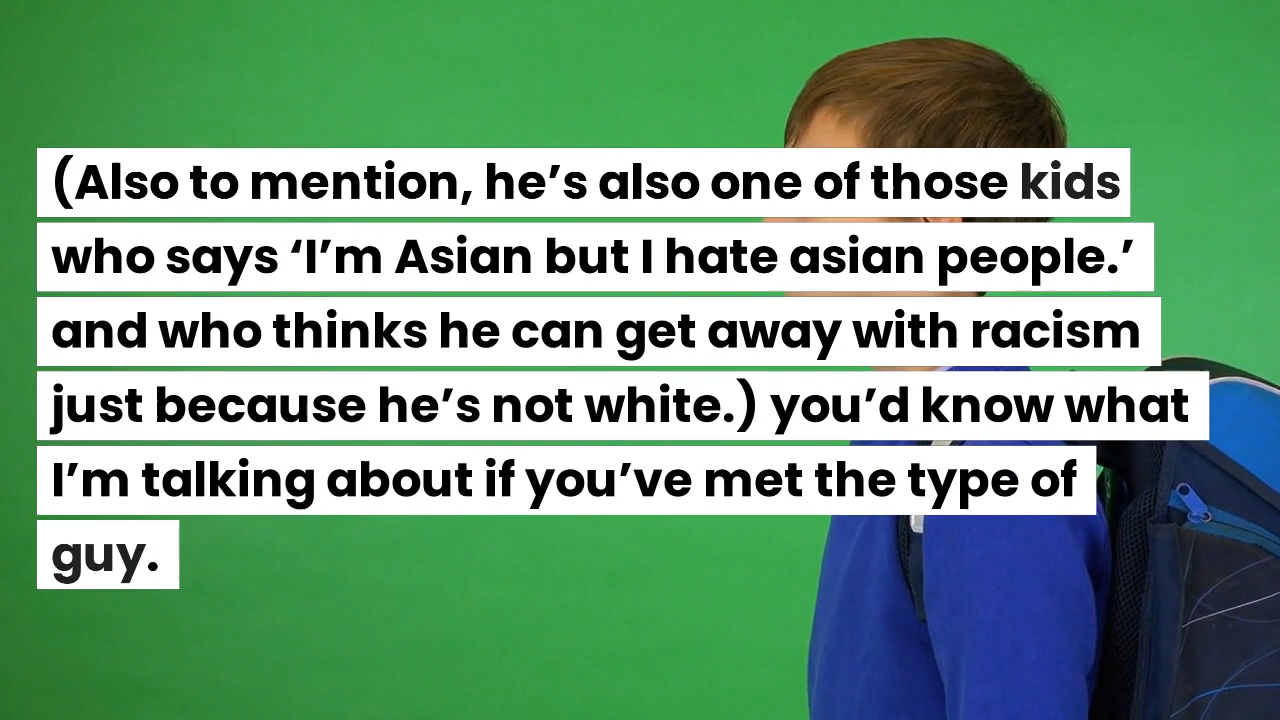 (Also to mention, he’s also one of those kids
who says ‘I’m Asian but I hate asian people.’
and who thinks he can get away with racism
just because he’s not white.) you’d know what
I’m talking about if you’ve met the type of
guy.